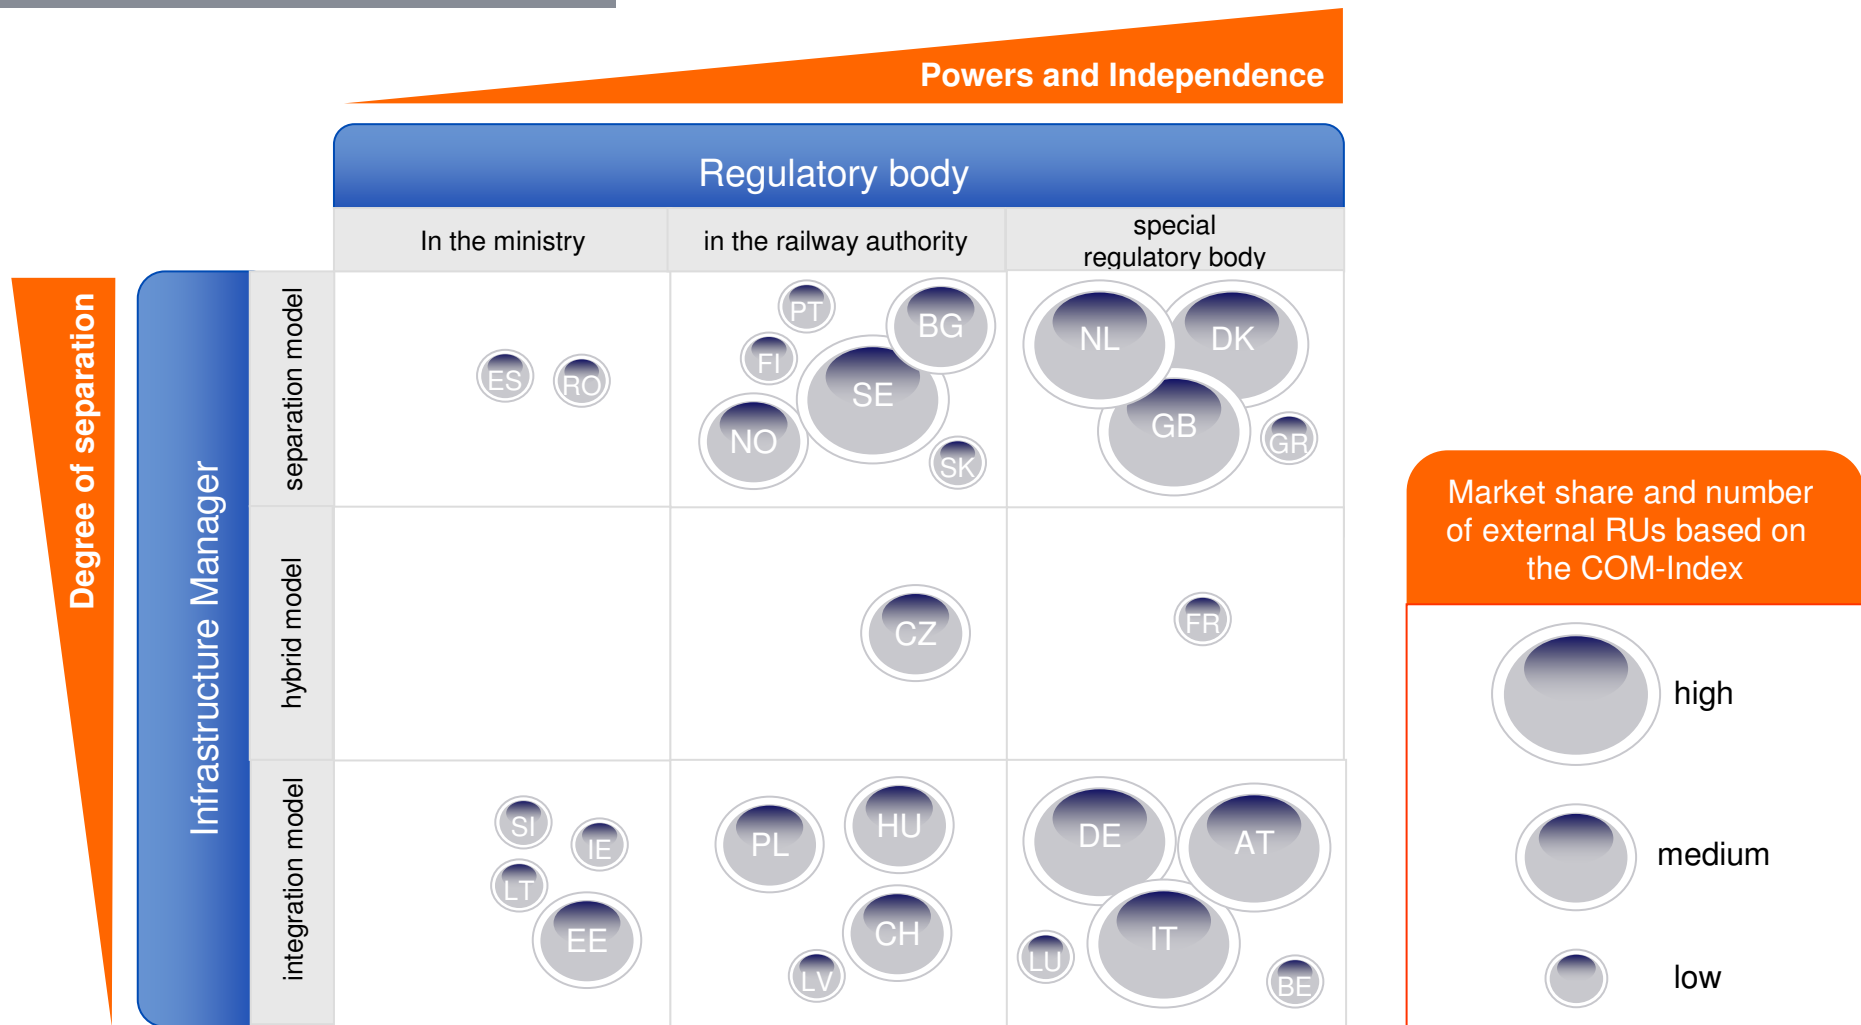 Powers and Independence
Regulatory body
In the ministry
in the railway authority
special
regulatory body
Degree of separation
Infrastructure Manager
separation model
ES
RO
PT
FI
BG
SE
NO
SK
NL
DK
GB
GR
hybrid model
CZ
FR
integration model
SI
IE
LT
EE
PL
HU
CH
LV
DE
AT
IT
LU
BE
Market share and number
of external RUs based on
the COM-Index
high
medium
low